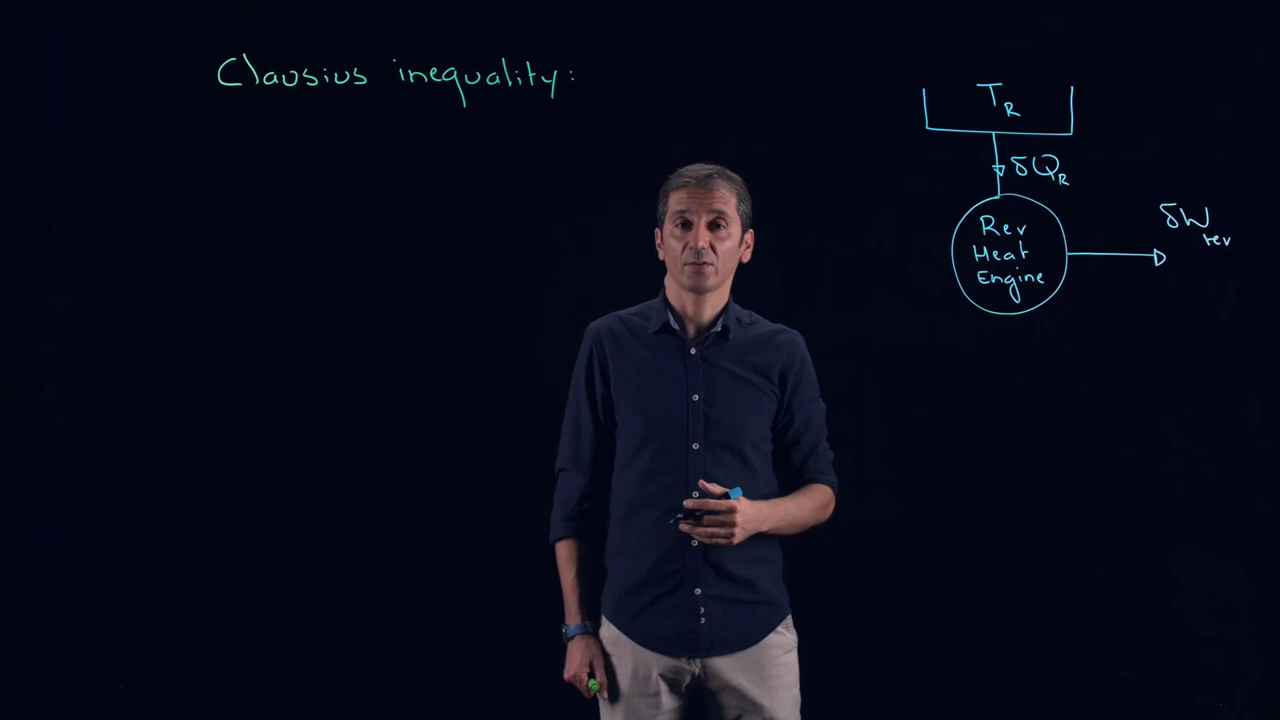 Clausius inequality:
T_R
δQ_R
Rev
Heat
Engine
δW_rev